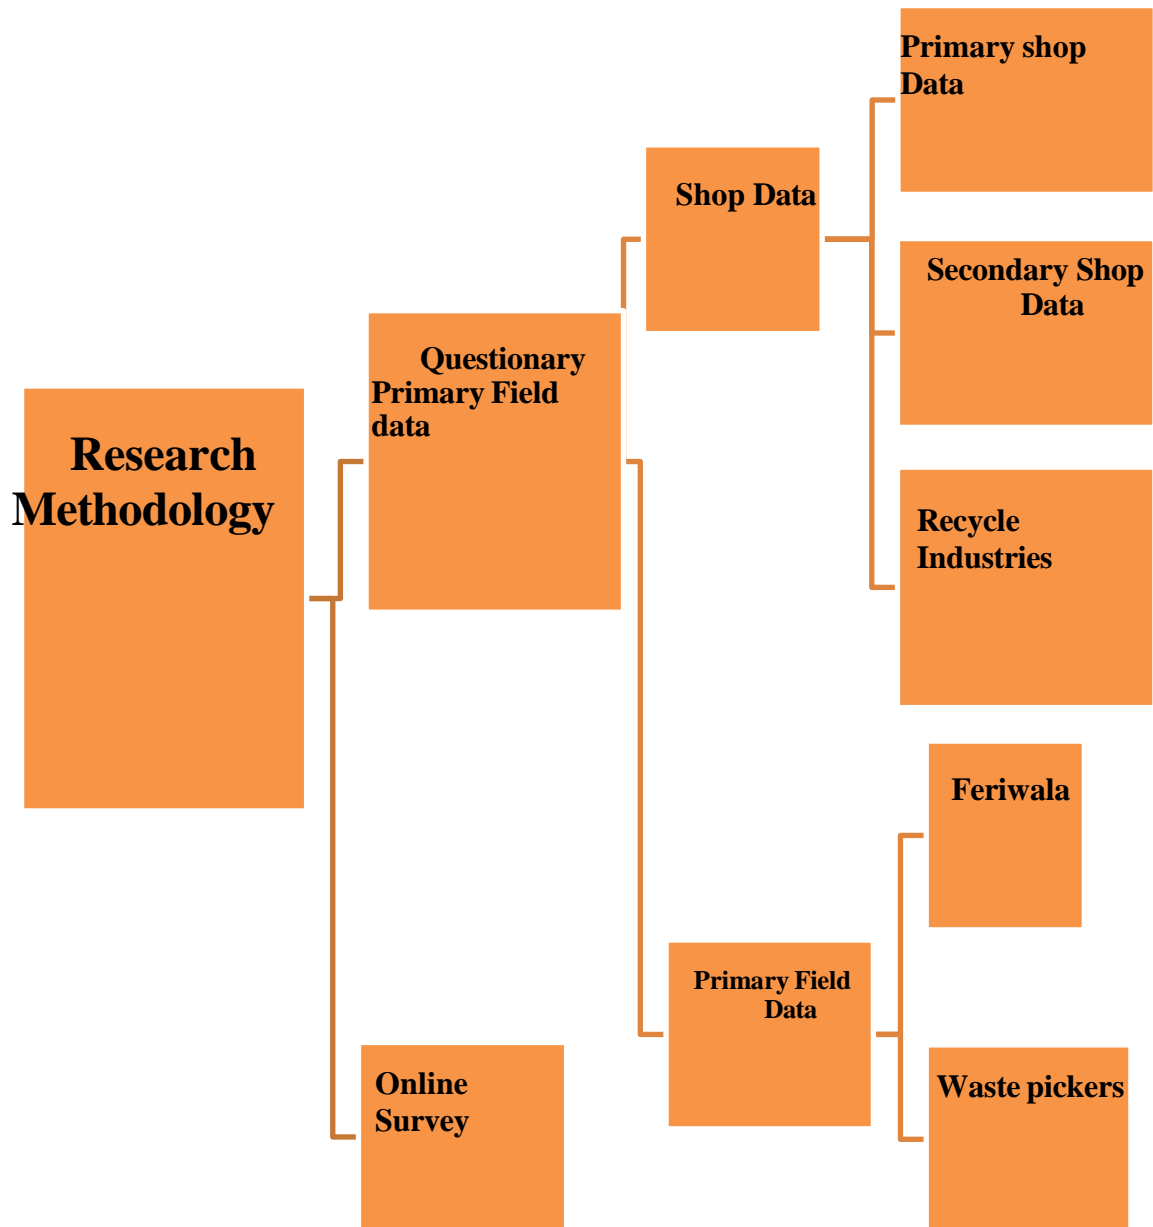 Research
Methodology
Questionary
Primary Field
data
Online
Survey
Shop Data
Primary Field
Data
Primary shop
Data
Secondary Shop
Data
Recycle
Industries
Feriwala
Waste pickers